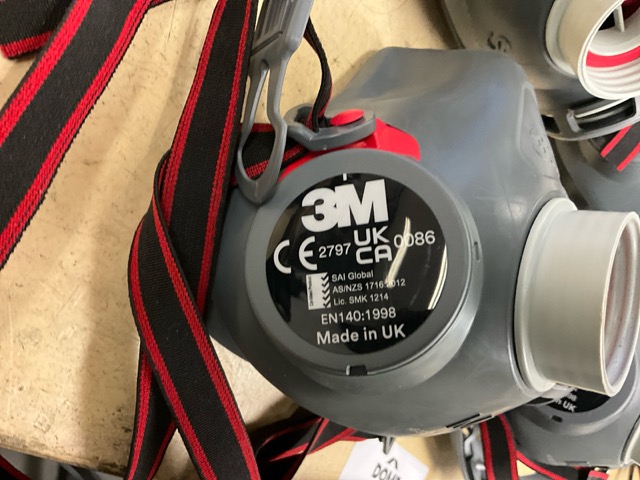 3M
CE 2797 UK CA 0086
SAI Global
AS/NZS 1716:2012
Lic. SMK 1214
EN140:1998
Made in UK
UK